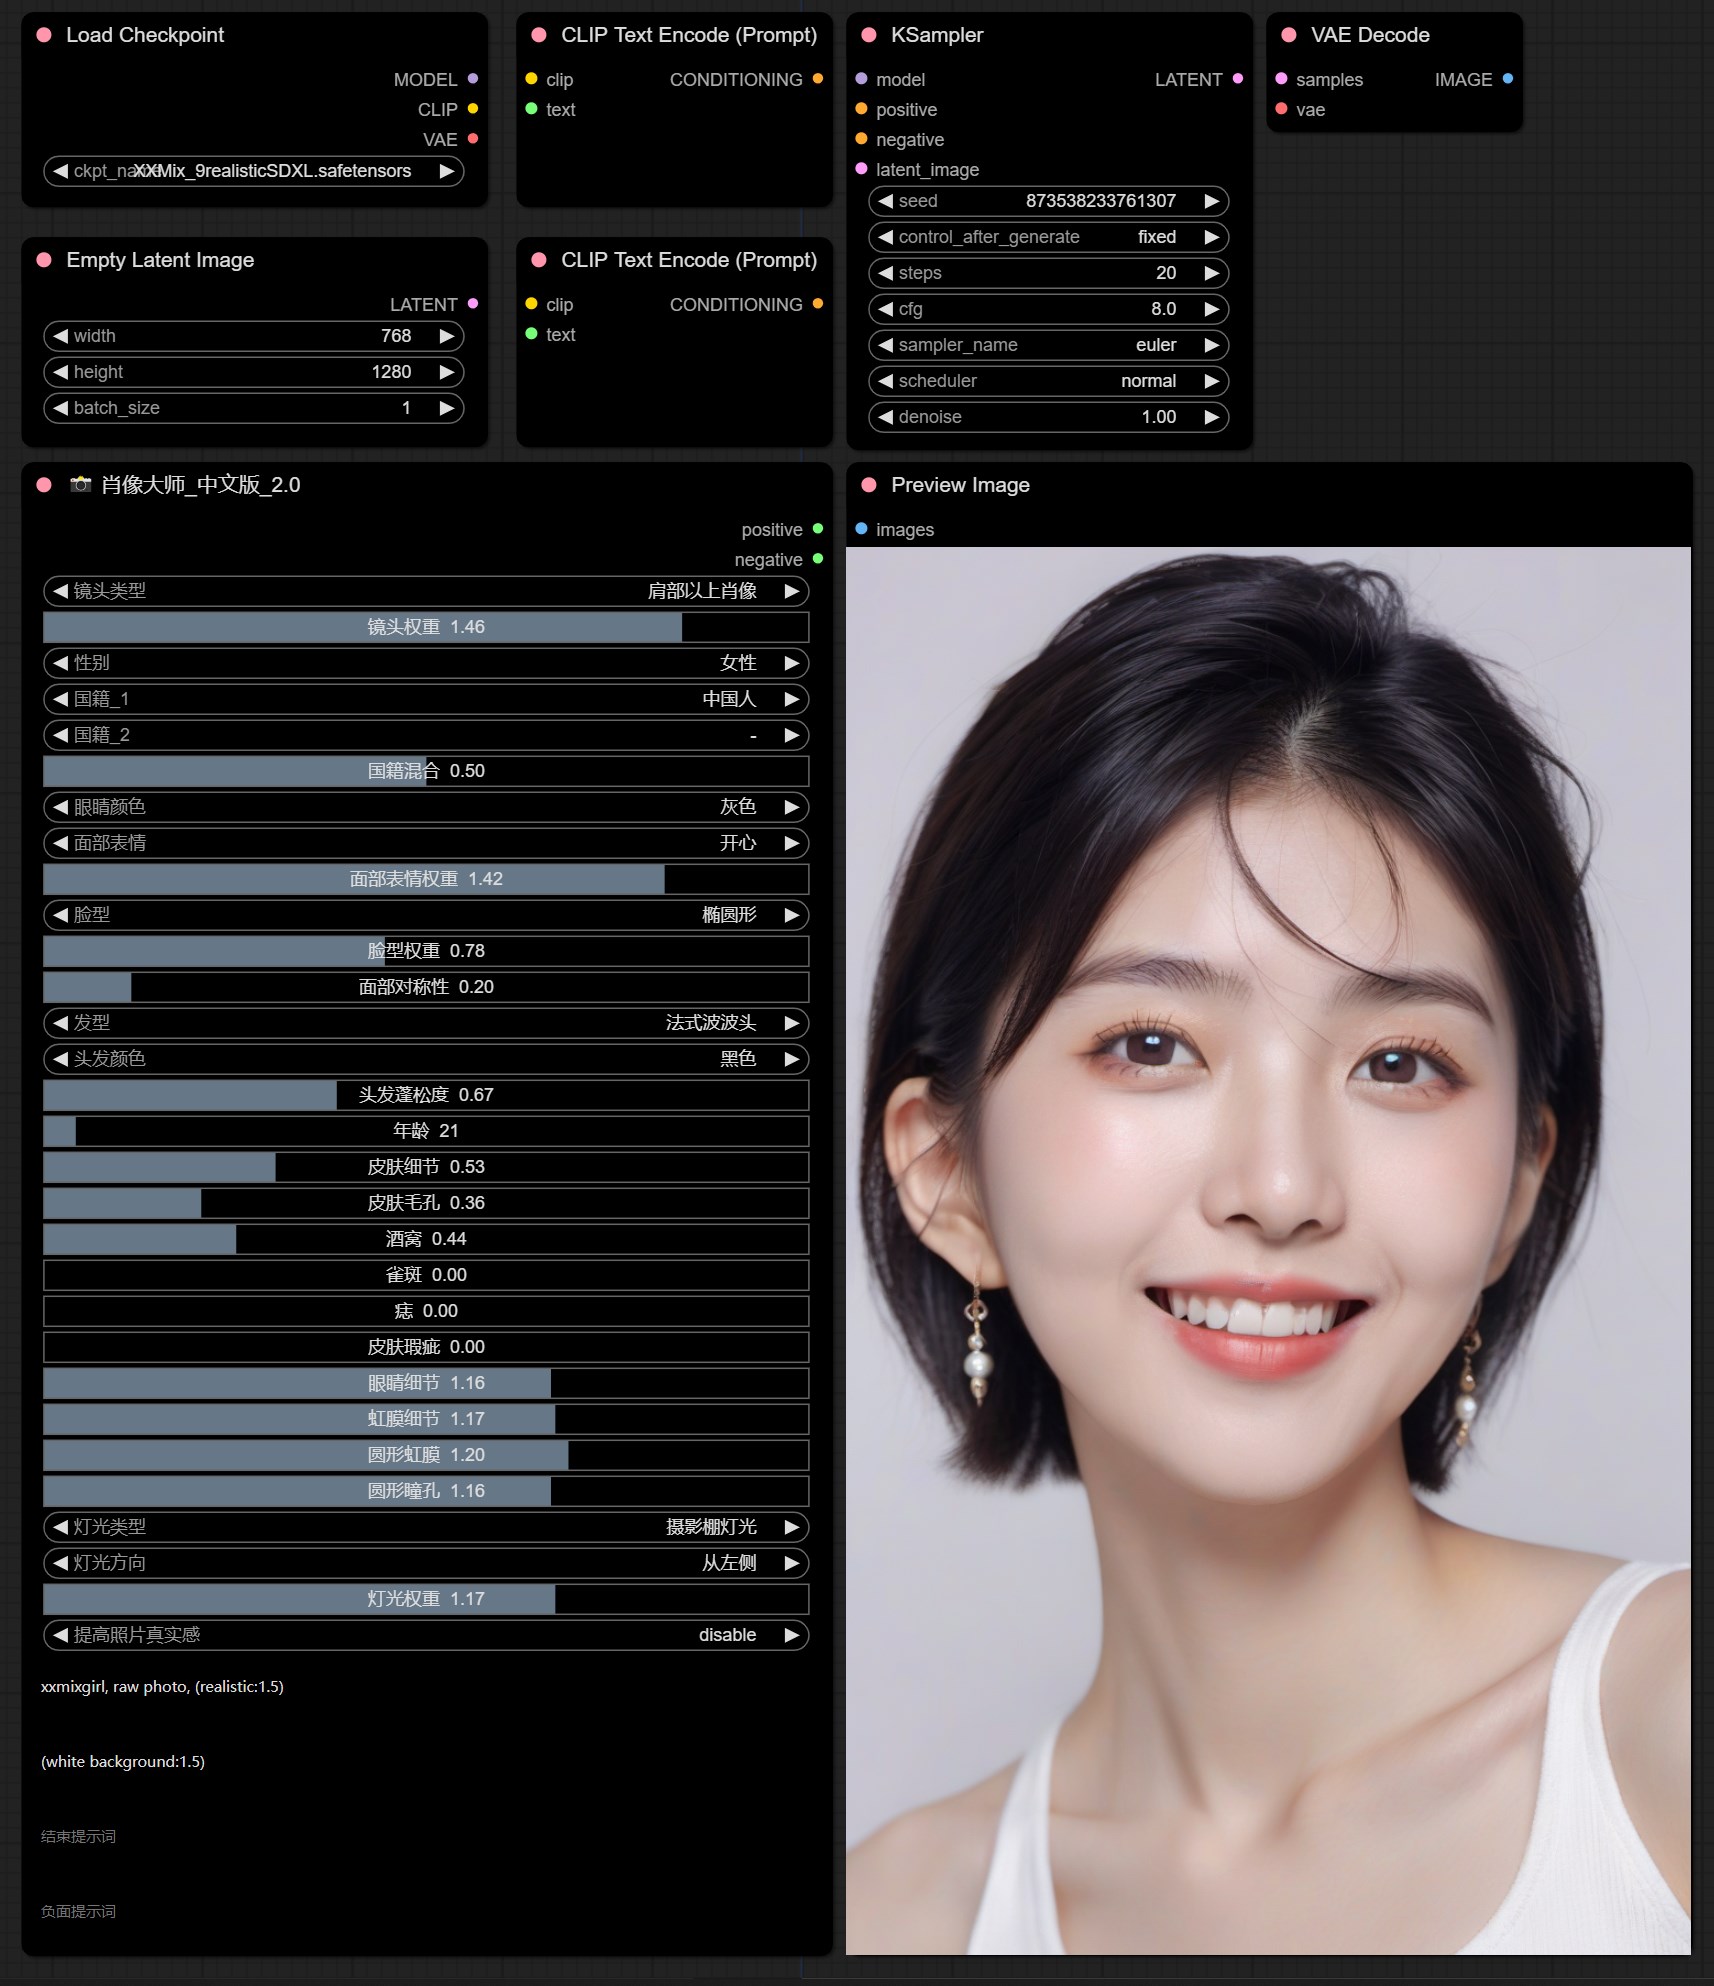 Load Checkpoint
MODEL
CLIP
VAE
ckpt_name XXMix_9realisticSDXL.safetensors
CLIP Text Encode (Prompt)
clip CONDITIONING
text
KSampler
model LATENT
positive
negative
latent_image
seed 873538233761307
control_after_generate fixed
steps 20
cfg 8.0
sampler_name euler
scheduler normal
denoise 1.00
VAE Decode
samples IMAGE
vae
Empty Latent Image
LATENT
width 768
height 1280
batch_size 1
CLIP Text Encode (Prompt)
clip CONDITIONING
text
肖像大师_中文版_2.0
positive
negative
镜头类型 肩部以上肖像
镜头权重 1.46
性别 女性
国籍_1 中国人
国籍_2 -
国籍混合 0.50
眼睛颜色 灰色
面部表情 开心
面部表情权重 1.42
脸型 椭圆形
脸型权重 0.78
面部对称性 0.20
发型 法式波波头
头发颜色 黑色
头发蓬松度 0.67
年龄 21
皮肤细节 0.53
皮肤毛孔 0.36
酒窝 0.44
雀斑 0.00
痣 0.00
皮肤瑕疵 0.00
眼睛细节 1.16
虹膜细节 1.17
圆形虹膜 1.20
圆形瞳孔 1.16
灯光类型 摄影棚灯光
灯光方向 从左侧
灯光权重 1.17
提高照片真实感 disable
xxmixgirl, raw photo, (realistic:1.5)
(white background:1.5)
结束提示词
负面提示词
Preview Image
images